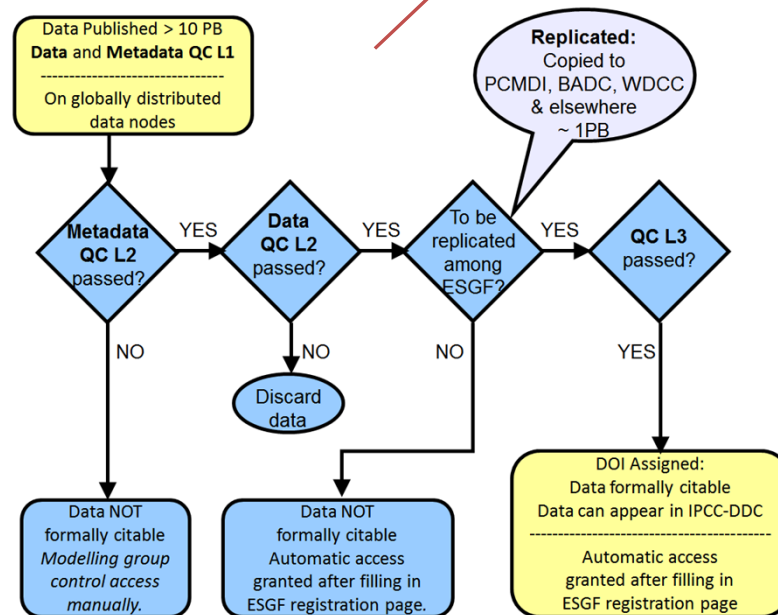 Data Published > 10 PB
Data and Metadata QC L1
---------------------------------
On globally distributed
data nodes
Replicated:
Copied to
PCMDI, BADC, WDCC
& elsewhere
~ 1PB
Metadata
QC L2
passed?
YES
Data
QC L2
passed?
YES
To be
replicated
among
ESGF?
YES
QC L3
passed?
NO
NO
NO
YES
Discard
data
Data NOT
formally citable
Modelling group
control access
manually.
Data NOT
formally citable
Automatic access
granted after filling in
ESGF registration page.
DOI Assigned:
Data formally citable
Data can appear in IPCC-DDC
-------------------------------------------
Automatic access
granted after filling in
ESGF registration page